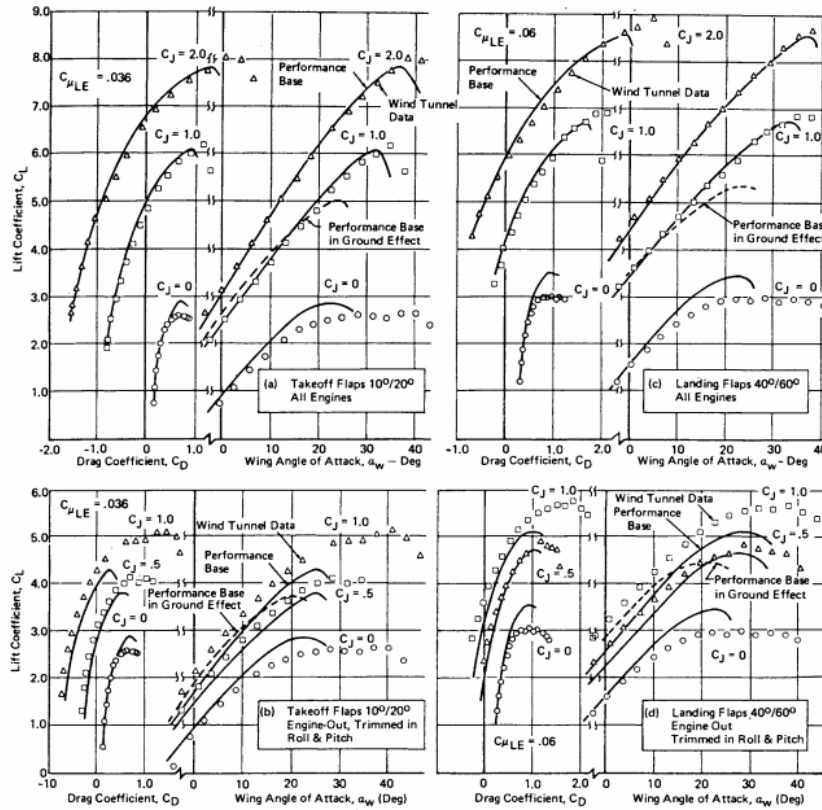 9.0
8.0
7.0
6.0
5.0
4.0
3.0
2.0
1.0
0
Lift Coefficient, C_L
C_μLE = .036
C_J = 2.0
C_J = 1.0
C_J = 0
C_J = 2.0
Performance
Base
Wind Tunnel
Data
C_J = 1.0
Performance Base
in Ground Effect
C_J = 0
(a) Takeoff Flaps 10°/20°
All Engines
-2.0
-1.0
0
1.0
0
10
20
30
40
Drag Coefficient, C_D
Wing Angle of Attack, α_w – Deg
C_μLE = .06
C_J = 2.0
Performance
Base
Wind Tunnel
Data
C_J = 1.0
C_J = 0
C_J = 1.0
Performance Base
in Ground Effect
C_J = 0
(c) Landing Flaps 40°/60°
All Engines
-1.0
0
1.0
2.0
0
10
20
30
40
Drag Coefficient, C_D
Wing Angle of Attack, α_w – Deg
6.0
5.0
4.0
3.0
2.0
1.0
0
Lift Coefficient, C_L
C_μLE = .036
C_J = 1.0
C_J = .5
C_J = 0
Wind Tunnel Data
C_J = 1.0
Performance
Base
Performance Base
in Ground Effect
C_J = .5
C_J = 0
(b) Takeoff Flaps 10°/20°
Engine-Out, Trimmed in
Roll & Pitch
-1.0
0
1.0
0
10
20
30
40
Drag Coefficient, C_D
Wing Angle of Attack, α_w (Deg)
C_J = 1.0
C_J = .5
C_J = 0
C_μLE = .06
Wind Tunnel Data
Performance
Base
C_J = 1.0
C_J = .5
Performance Base
in Ground Effect
C_J = 0
(d) Landing Flaps 40°/60°
Engine Out
Trimmed in Roll & Pitch
0
1.0
2.0
0
10
20
30
40
Drag Coefficient, C_D
Wing Angle of Attack, α_w (Deg)